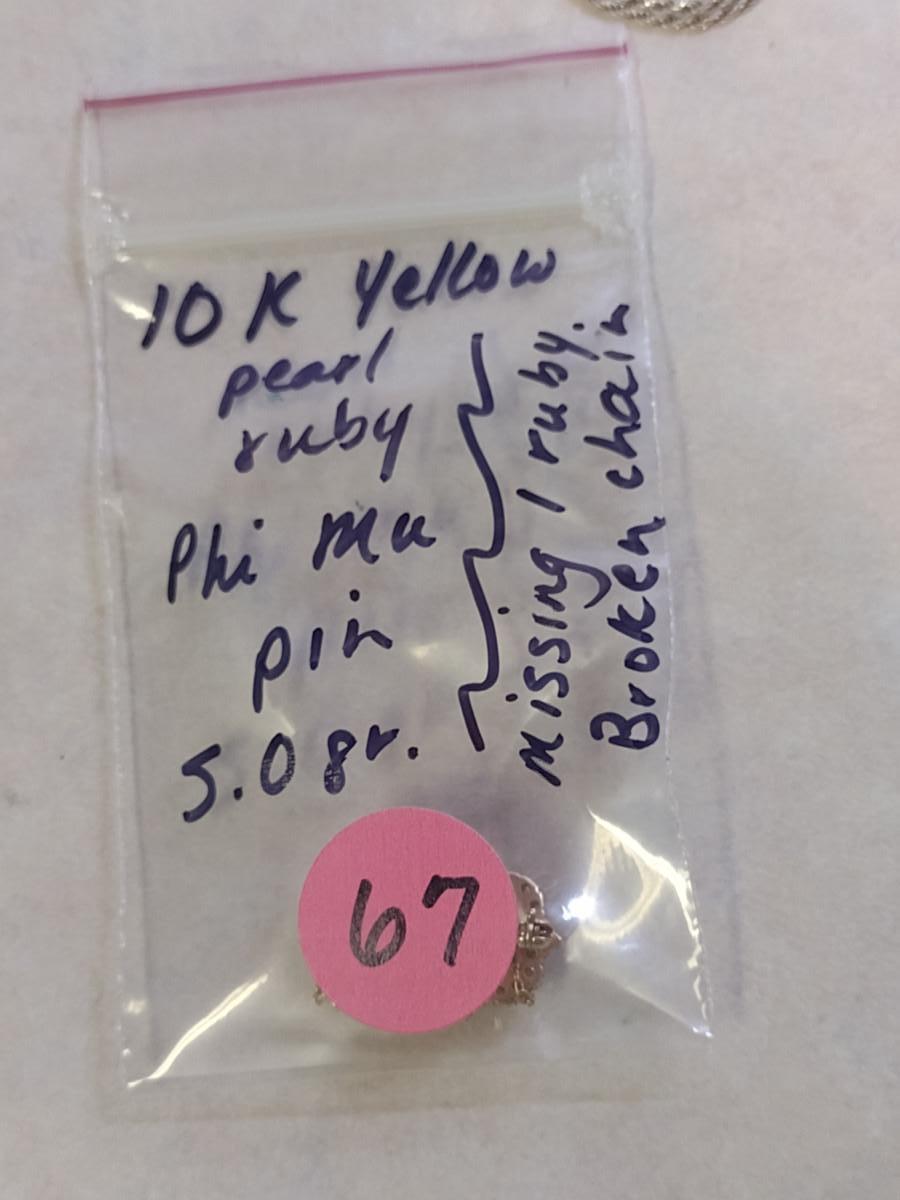 10 K Yellow
pearl
ruby
Phi Mu
pin
5.0 gr.
Missing 1 ruby.
Broken chain
67